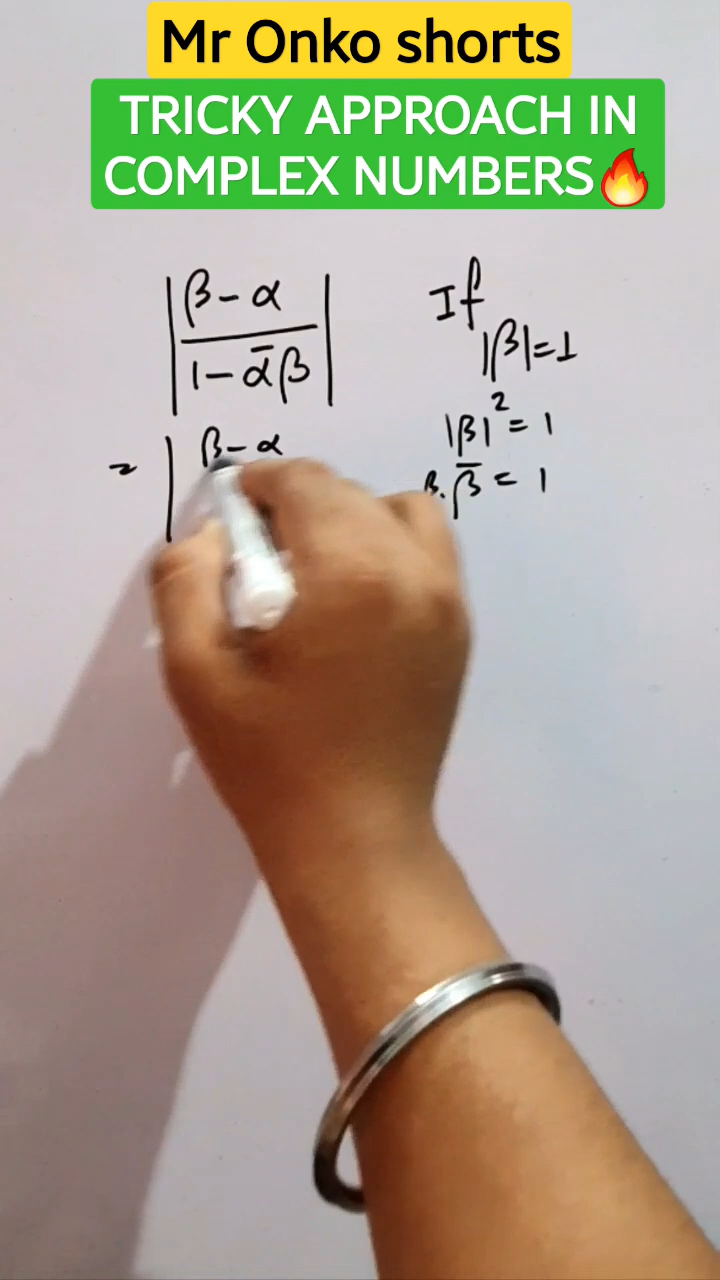 Mr Onko shorts
TRICKY APPROACH IN
COMPLEX NUMBERS🔥
|β-α / 1-ᾱβ| If
|β|=1
|β|² = 1
= | β-α
β.β̄ = 1